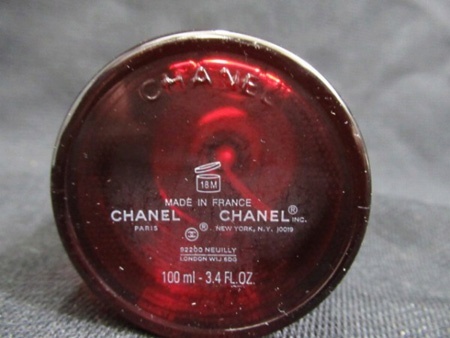 CHANEL
18M
MADE IN FRANCE
CHANEL CHANEL® INC.
PARIS ® NEW YORK, N.Y. 10019
92200 NEUILLY
LONDON W1J 6DG
100 ml - 3.4 FL.OZ.